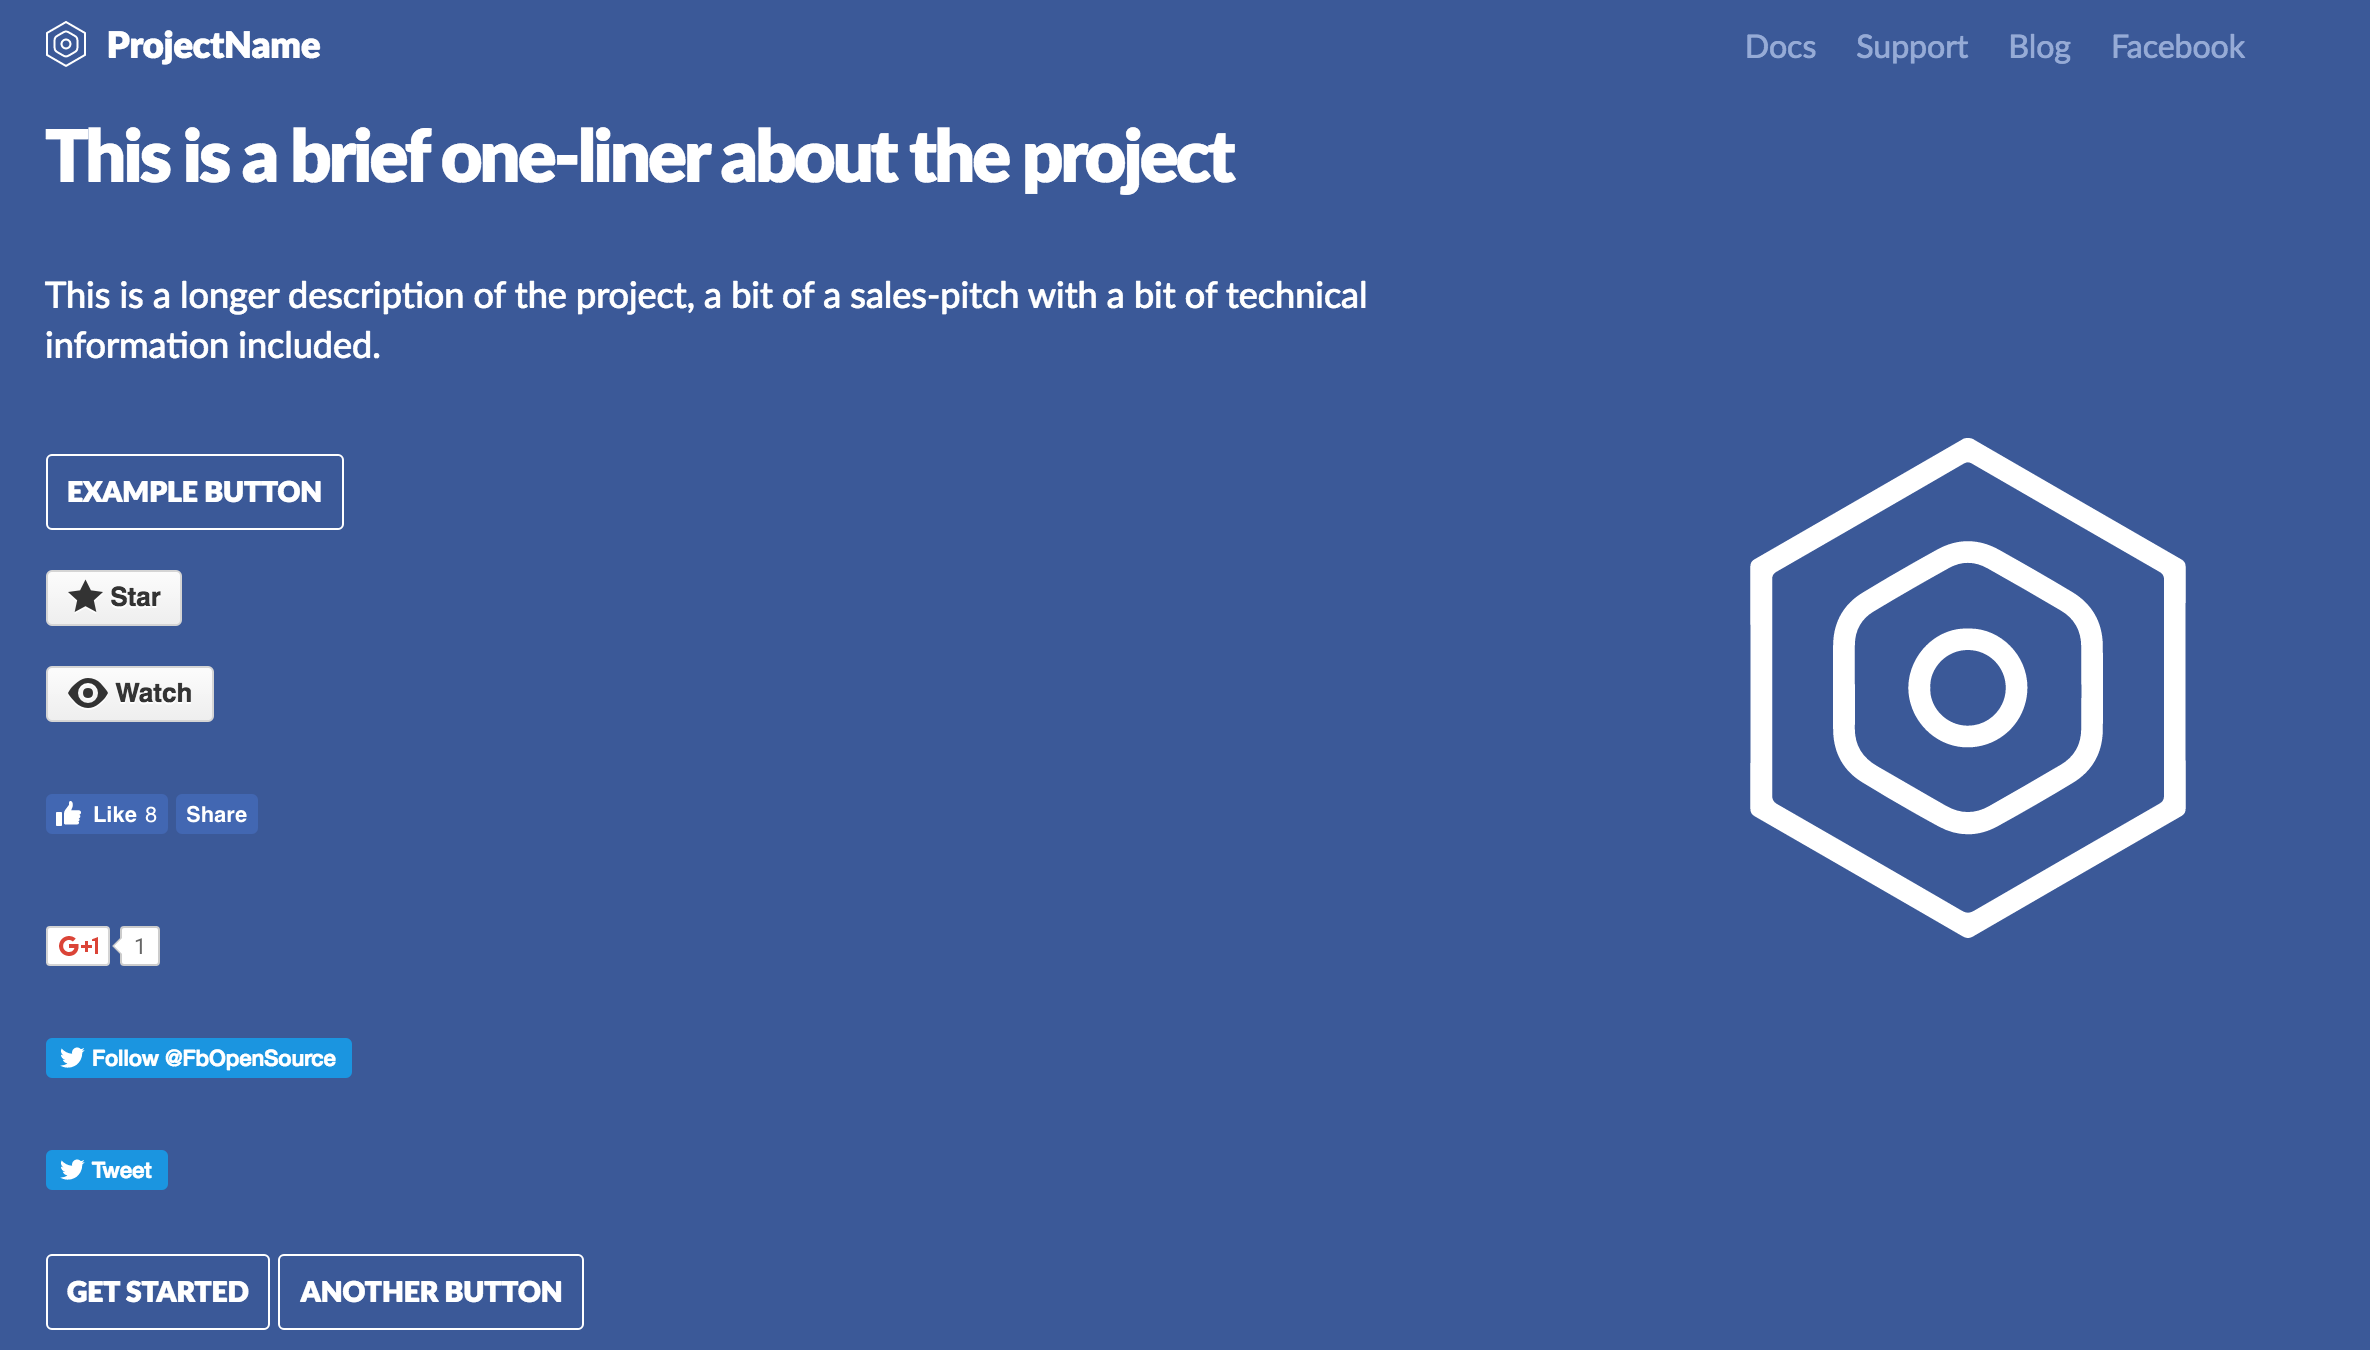 ProjectName
Docs Support Blog Facebook
This is a brief one-liner about the project
This is a longer description of the project, a bit of a sales-pitch with a bit of technical
information included.
EXAMPLE BUTTON
Star
Watch
Like 8 Share
G+1 1
Follow @FbOpenSource
Tweet
GET STARTED ANOTHER BUTTON